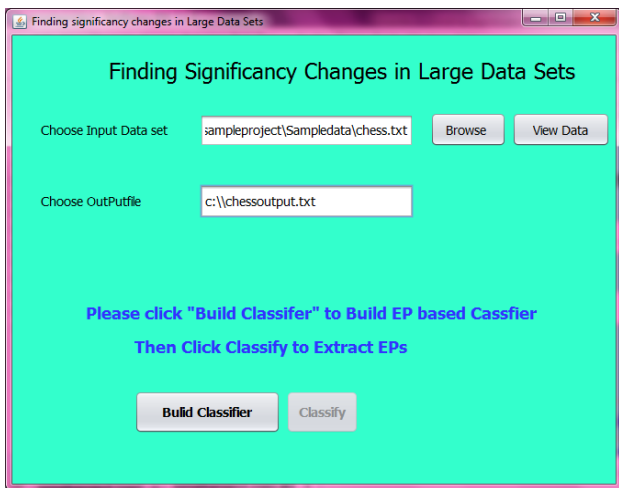 Finding significancy changes in Large Data Sets
Finding Significancy Changes in Large Data Sets
Choose Input Data set sampleproject\Sampledata\chess.txt Browse View Data
Choose OutPutfile c:\\chessoutput.txt
Please click "Build Classifer" to Build EP based Cassfier
Then Click Classify to Extract EPs
Bulid Classifier Classify